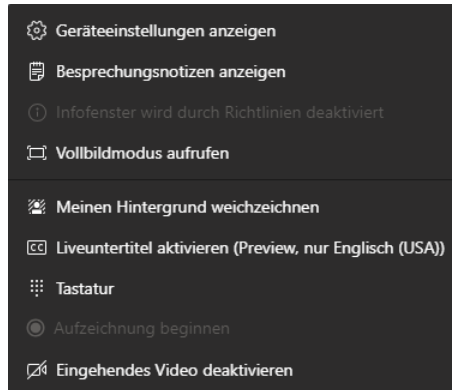 Geräteeinstellungen anzeigen
Besprechungsnotizen anzeigen
Infofenster wird durch Richtlinien deaktiviert
Vollbildmodus aufrufen
Meinen Hintergrund weichzeichnen
CC Liveuntertitel aktivieren (Preview, nur Englisch (USA))
Tastatur
Aufzeichnung beginnen
Eingehendes Video deaktivieren